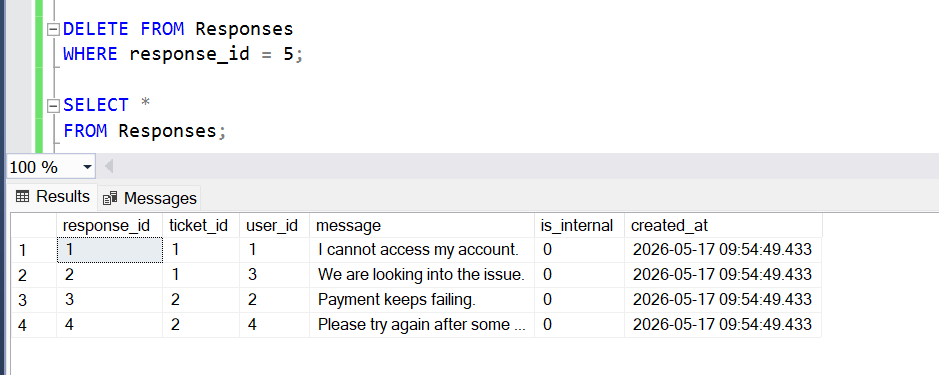 DELETE FROM Responses
WHERE response_id = 5;
SELECT *
FROM Responses;
100 %
Results Messages
response_id ticket_id user_id message is_internal created_at
1 1 1 1 I cannot access my account. 0 2026-05-17 09:54:49.433
2 2 1 3 We are looking into the issue. 0 2026-05-17 09:54:49.433
3 3 2 2 Payment keeps failing. 0 2026-05-17 09:54:49.433
4 4 2 4 Please try again after some ... 0 2026-05-17 09:54:49.433